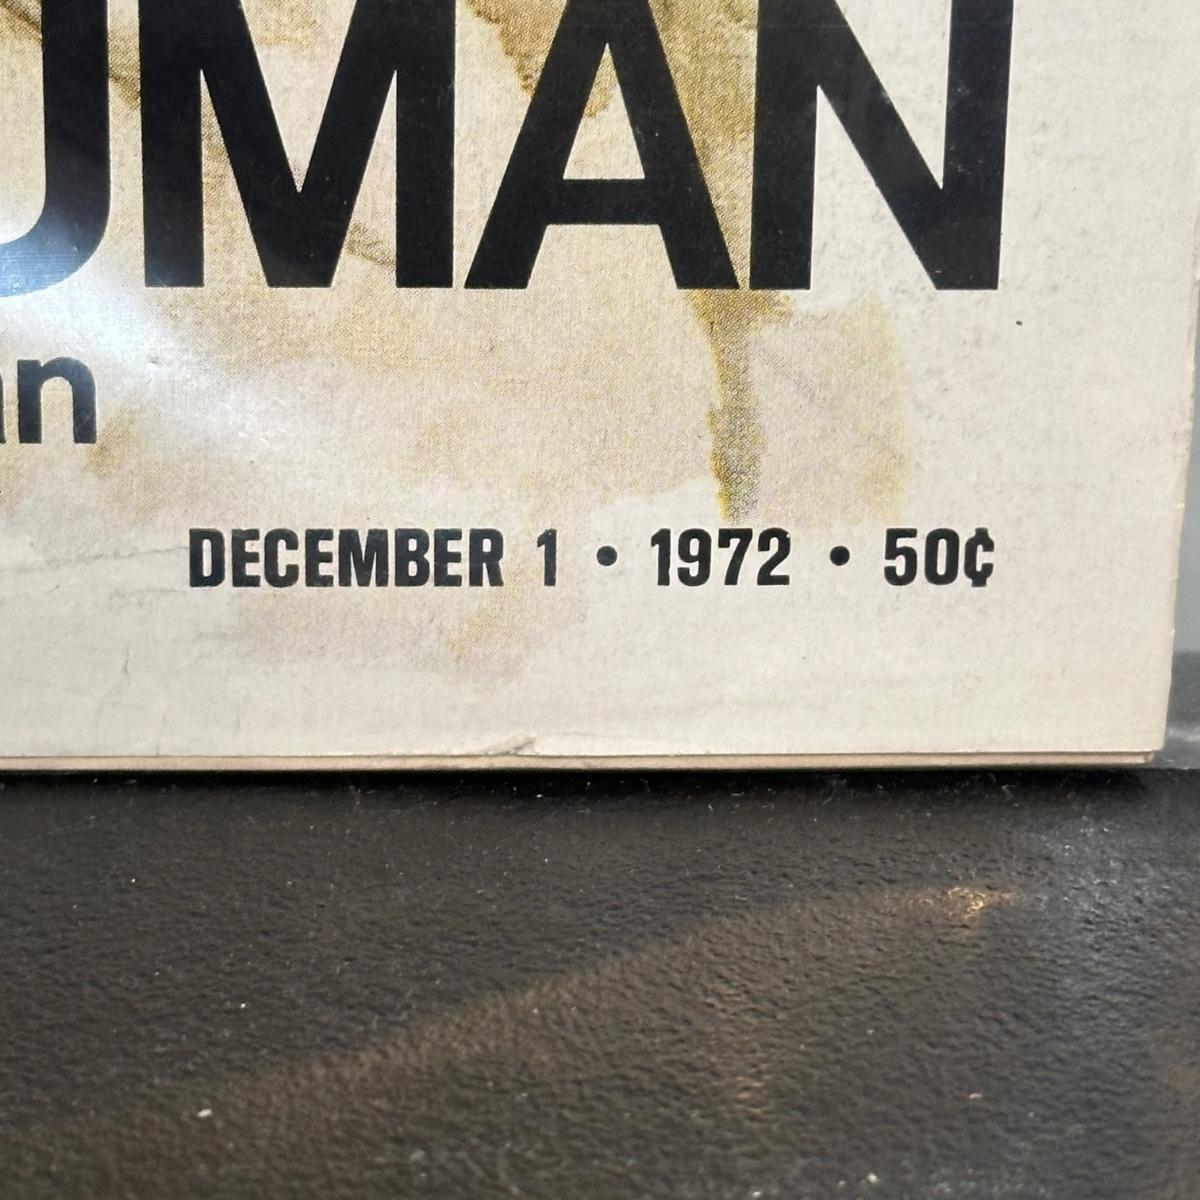 UMAN
an
DECEMBER 1 • 1972 • 50¢